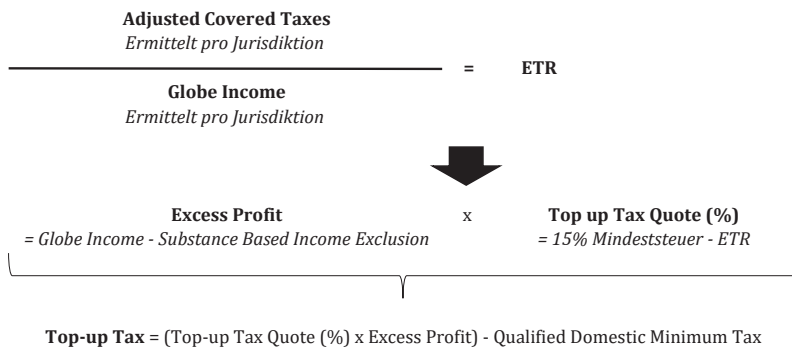 Adjusted Covered Taxes
Ermittelt pro Jurisdiktion
= ETR
Globe Income
Ermittelt pro Jurisdiktion
Excess Profit x Top up Tax Quote (%)
= Globe Income - Substance Based Income Exclusion = 15% Mindeststeuer - ETR
Top-up Tax = (Top-up Tax Quote (%) x Excess Profit) - Qualified Domestic Minimum Tax